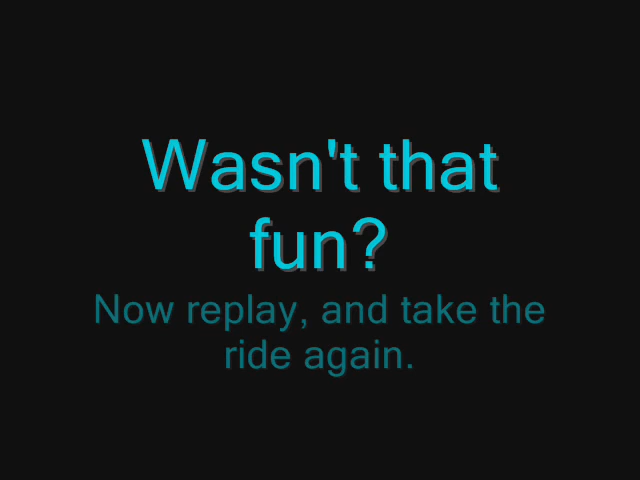 Wasn't that
fun?
Now replay, and take the
ride again.